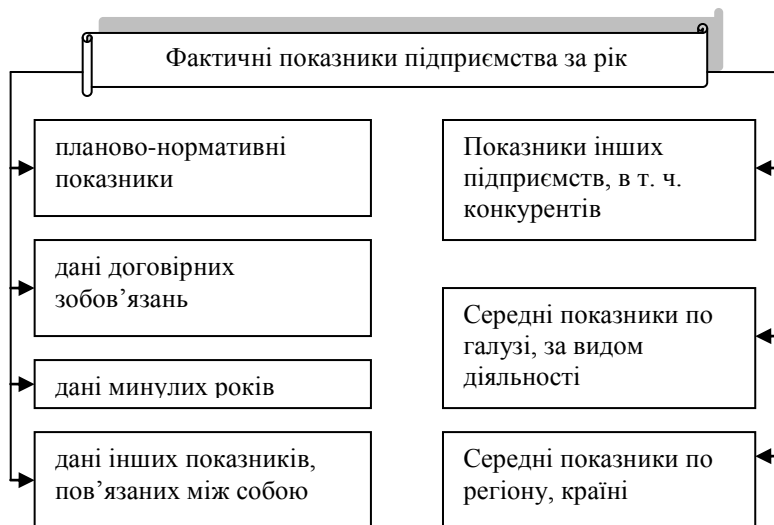 Фактичні показники підприємства за рік
планово-нормативні
показники
дані договірних
зобов’язань
дані минулих років
дані інших показників,
пов’язаних між собою
Показники інших
підприємств, в т. ч.
конкурентів
Середні показники по
галузі, за видом
діяльності
Середні показники по
регіону, країні